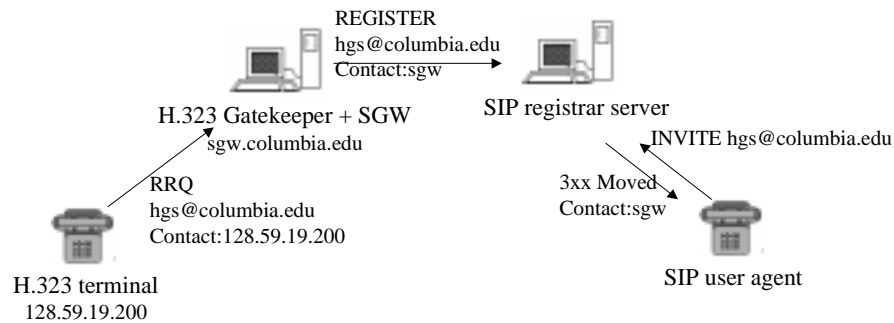 REGISTER
hgs@columbia.edu
Contact:sgw
H.323 Gatekeeper + SGW
sgw.columbia.edu
SIP registrar server
INVITE hgs@columbia.edu
RRQ
hgs@columbia.edu
Contact:128.59.19.200
3xx Moved
Contact:sgw
H.323 terminal
128.59.19.200
SIP user agent